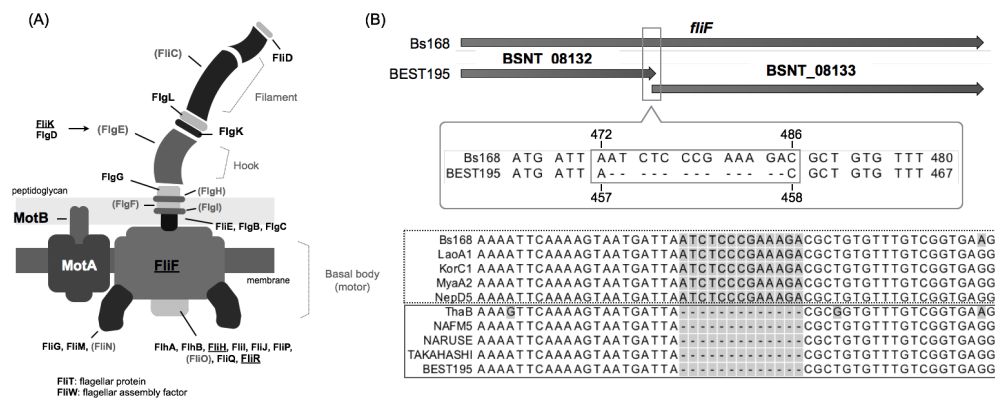 (A)
(FliC)
FliD
Filament
FlgL
FliK
FlgD
(FlgE)
FlgK
Hook
FlgG
peptidoglycan
(FlgH)
(FlgF)
(FlgI)
MotB
FliE, FlgB, FlgC
MotA
FliF
Basal body
(motor)
membrane
FliG, FliM, (FliN)
FlhA, FlhB, FliH, FliI, FliJ, FliP,
(FliO), FliQ, FliR
FliT: flagellar protein
FliW: flagellar assembly factor
(B)
fliF
Bs168
BSNT_08132
BEST195
BSNT_08133
472 486
Bs168 ATG ATT AAT CTC CCG AAA GAC GCT GTG TTT 480
BEST195 ATG ATT A-- --- --- --- --C GCT GTG TTT 467
457 458
Bs168 AAAATTCAAAAGTAATGATTAATCTCCCGAAAGACGCTGTGTTTGTCGGTGAAG
LaoA1 AAAATTCAAAAGTAATGATTAATCTCCCGAAAGACGCTGTGTTTGTCGGTGAGG
KorC1 AAAATTCAAAAGTAATGATTAATCTCCCGAAAGACGCTGTGTTTGTCGGTGAGG
MyaA2 AAAATTCAAAAGTAATGATTAATCTCCCGAAAGACGCTGTGTTTGTCGGTGAGG
NepD5 AAAATTCAAAAGTAATGATTAATCTCCCGAAAGACGCTGTGTTTGTCGGTGAGG
ThaB AAAGTTCAAAAGTAATGATTA-------------CGCGGTGTTTGTCGGTGAAG
NAFM5 AAAATTCAAAAGTAATGATTA-------------CGCTGTGTTTGTCGGTGAGG
NARUSE AAAATTCAAAAGTAATGATTA-------------CGCTGTGTTTGTCGGTGAGG
TAKAHASHI AAAATTCAAAAGTAATGATTA-------------CGCTGTGTTTGTCGGTGAGG
BEST195 AAAATTCAAAAGTAATGATTA-------------CGCTGTGTTTGTCGGTGAGG